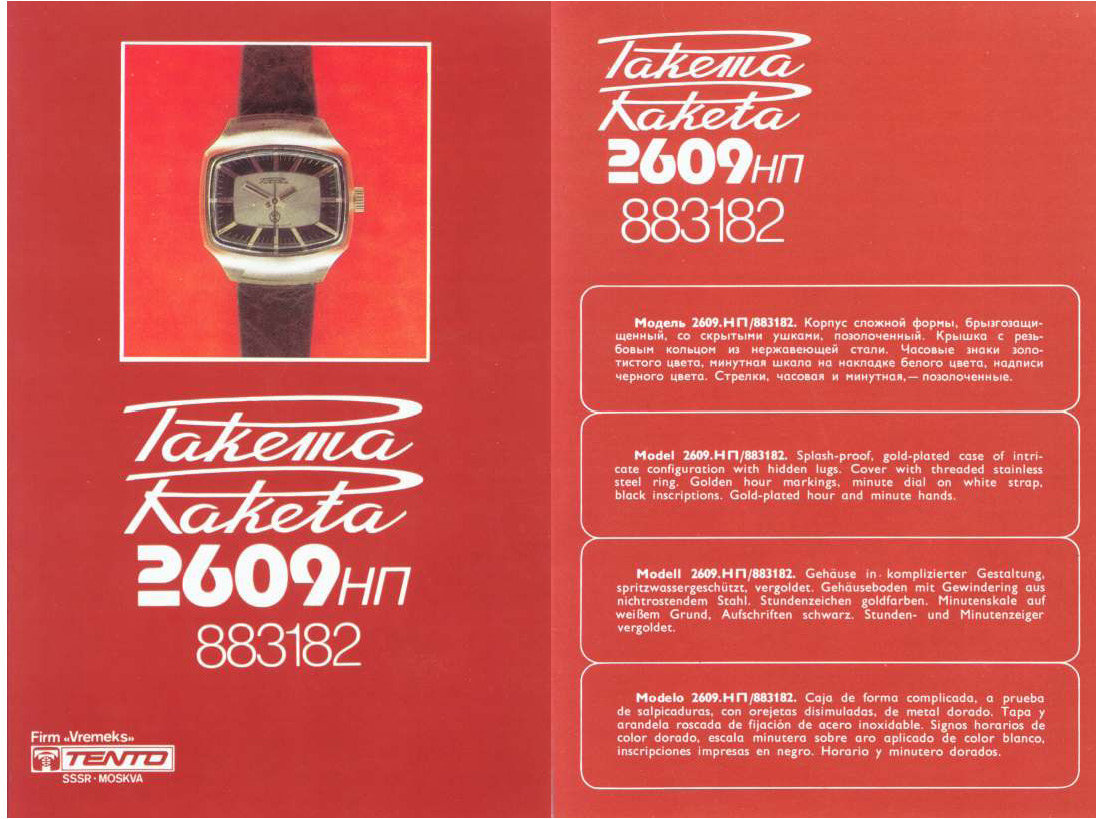 Ракета
Raketa
2609НП
883182
Firm «Vremeks»
TENTO
SSSR · MOSKVA
Ракета
Raketa
2609НП
883182
Модель 2609.НП/883182. Корпус сложной формы, брызгозащи-
щенный, со скрытыми ушками, позолоченный. Крышка с резь-
бовым кольцом из нержавеющей стали. Часовые знаки золо-
тистого цвета, минутная шкала на накладке белого цвета, надписи
черного цвета. Стрелки, часовая и минутная,— позолоченные.
Model 2609.НП/883182. Splash-proof, gold-plated case of intri-
cate configuration with hidden lugs. Cover with threaded stainless
steel ring. Golden hour markings, minute dial on white strap,
black inscriptions. Gold-plated hour and minute hands.
Modell 2609.НП/883182. Gehäuse in komplizierter Gestaltung,
spritzwassergeschützt, vergoldet. Gehäuseboden mit Gewindering aus
nichtrostendem Stahl. Stundenzeichen goldfarben. Minutenskale auf
weißem Grund, Aufschriften schwarz. Stunden- und Minutenzeiger
vergoldet.
Modelo 2609.НП/883182. Caja de forma complicada, a prueba
de salpicaduras, con orejetas disimuladas, de metal dorado. Tapa y
arandela roscada de fijación de acero inoxidable. Signos horarios de
color dorado, escala minutera sobre aro aplicado de color blanco,
inscripciones impresas en negro. Horario y minutero dorados.